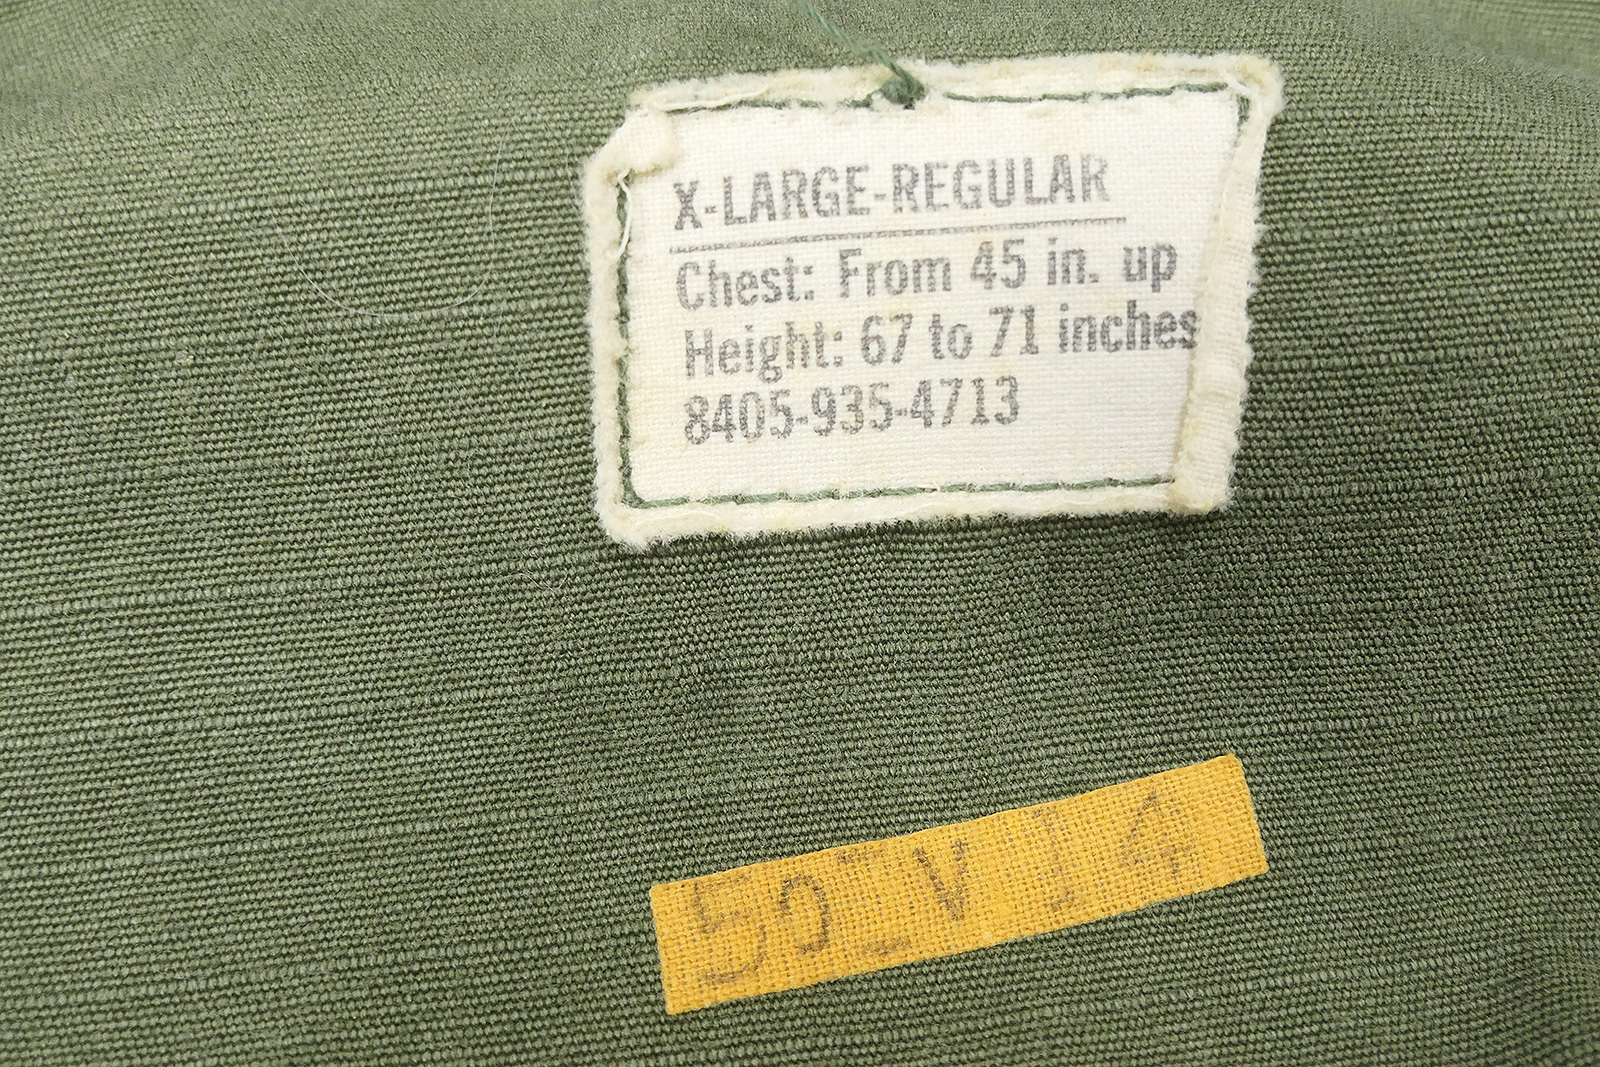 X-LARGE-REGULAR
Chest: From 45 in. up
Height: 67 to 71 inches
8405-935-4713